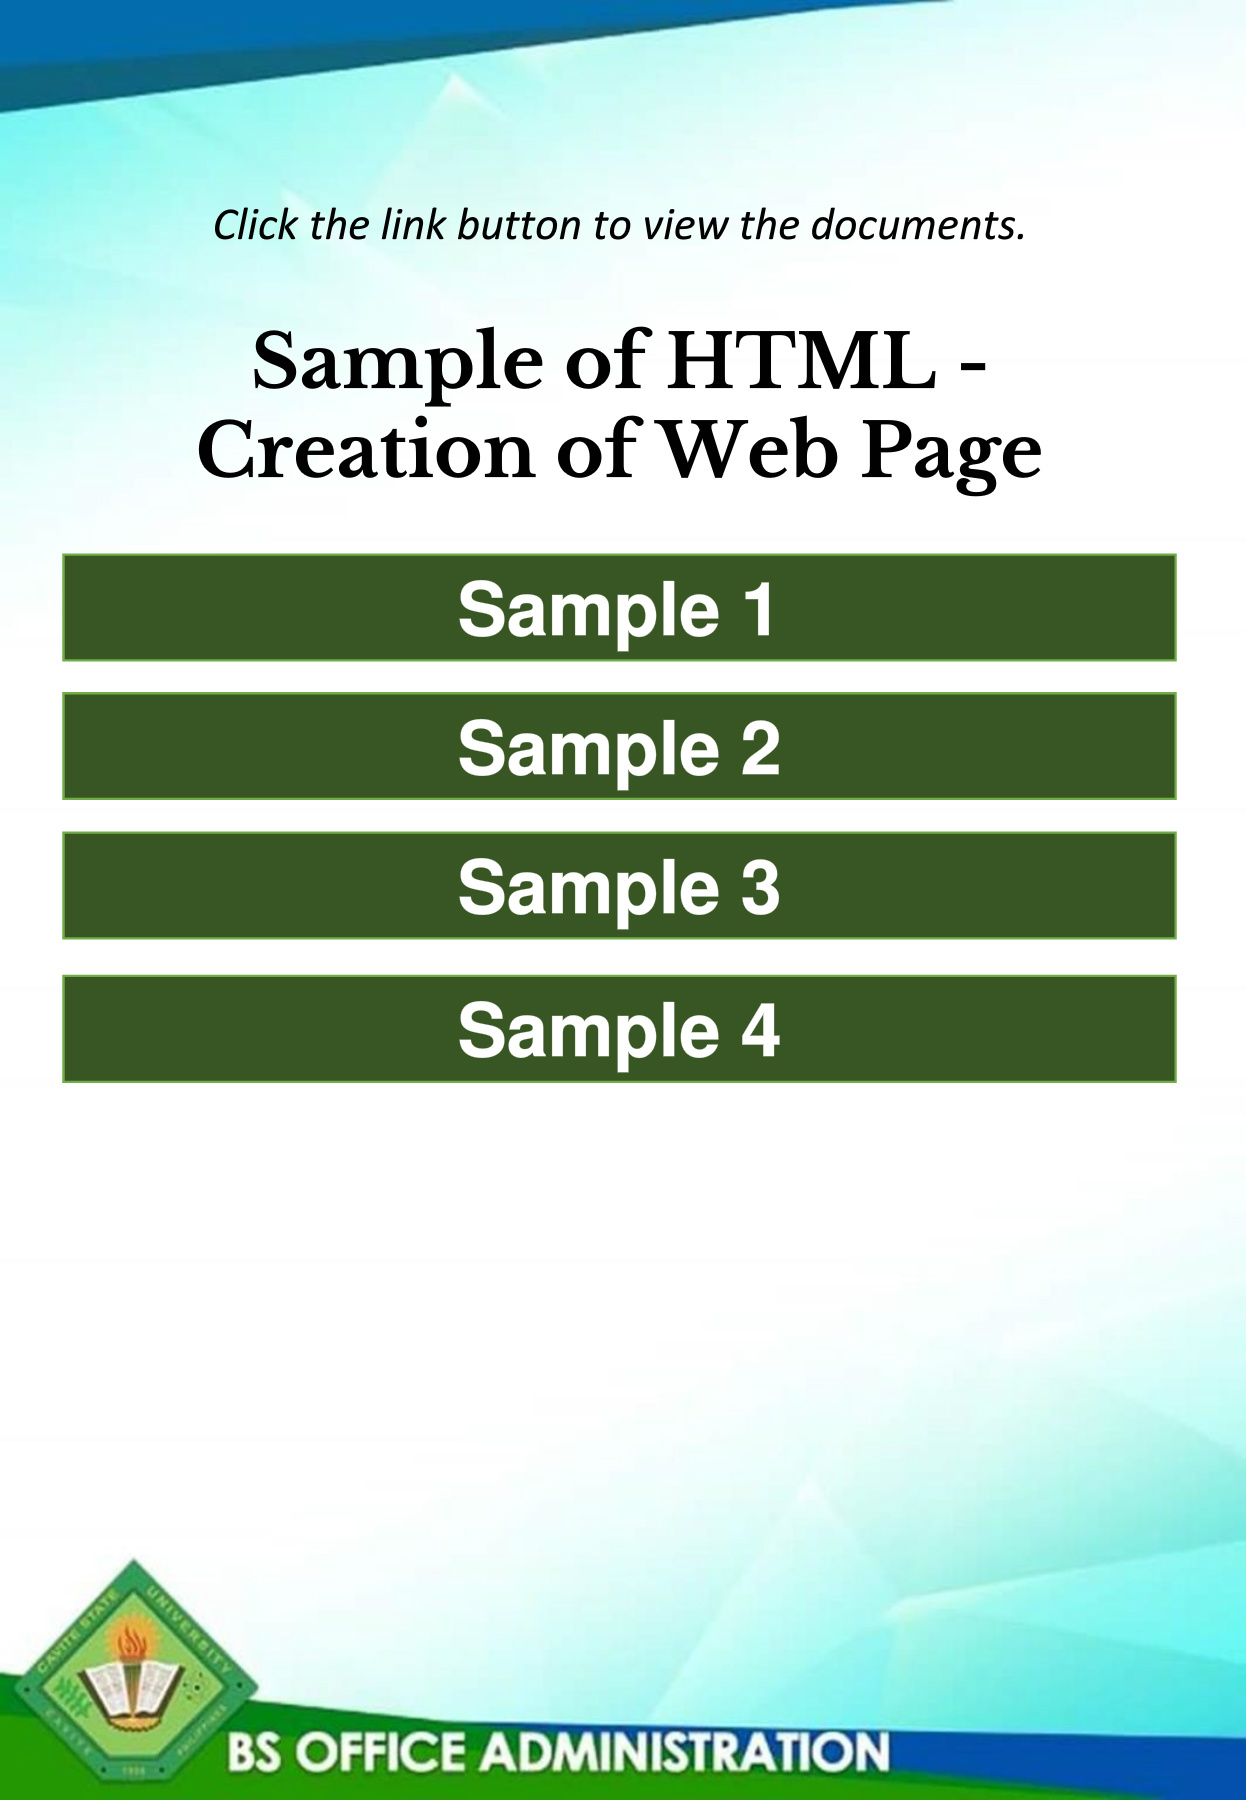 Click the link button to view the documents.
Sample of HTML -
Creation of Web Page
Sample 1
Sample 2
Sample 3
Sample 4
CAVITE STATE UNIVERSITY
CAVITE PHILIPPINES
BS OFFICE ADMINISTRATION